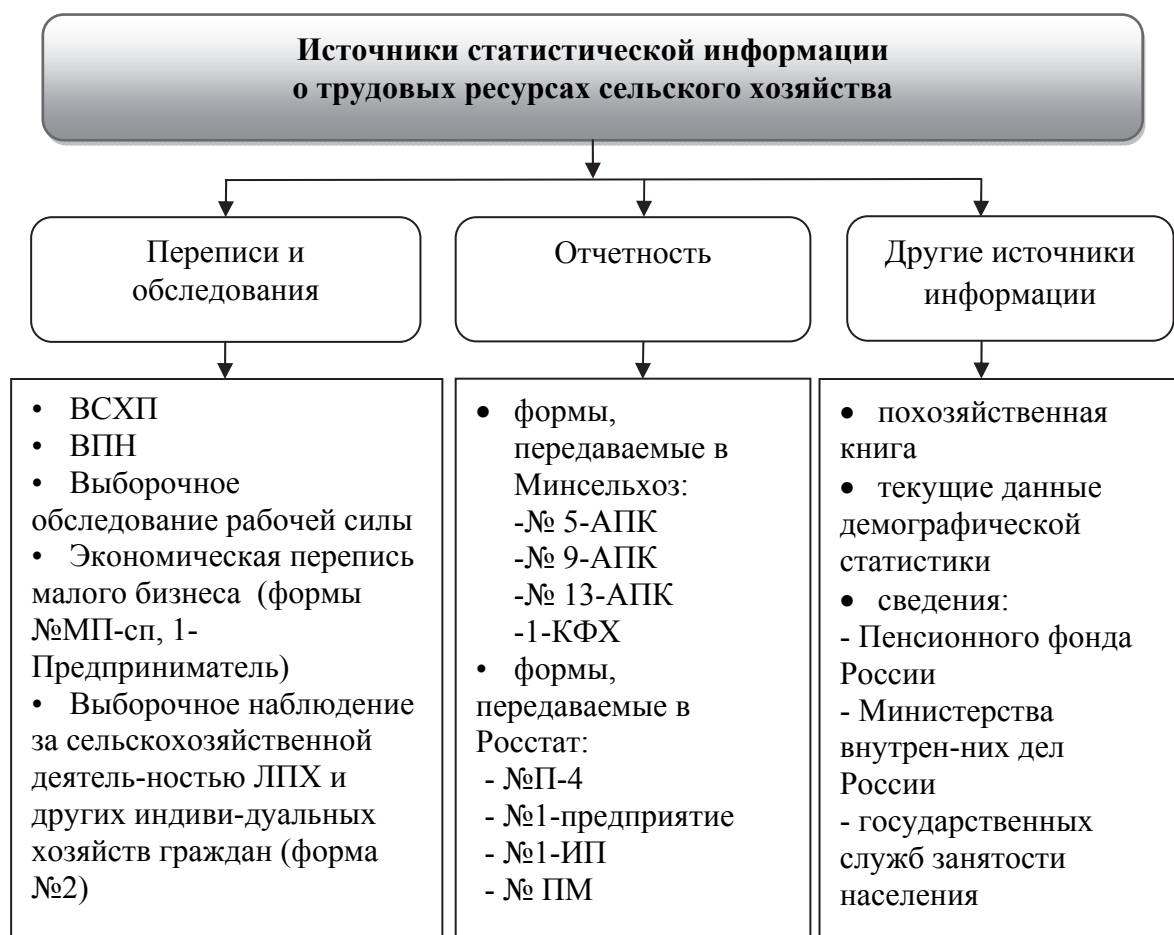 Источники статистической информации
о трудовых ресурсах сельского хозяйства
Переписи и
обследования
Отчетность
Другие источники
информации
• ВСХП
• ВПН
• Выборочное
обследование рабочей силы
• Экономическая перепись
малого бизнеса (формы
№МП-сп, 1-
Предприниматель)
• Выборочное наблюдение
за сельскохозяйственной
деятель-ностью ЛПХ и
других индиви-дуальных
хозяйств граждан (форма
№2)
• формы,
передаваемые в
Минсельхоз:
-№ 5-АПК
-№ 9-АПК
-№ 13-АПК
-1-КФХ
• формы,
передаваемые в
Росстат:
- №П-4
- №1-предприятие
- №1-ИП
- № ПМ
• похозяйственная
книга
• текущие данные
демографической
статистики
• сведения:
- Пенсионного фонда
России
- Министерства
внутрен-них дел
России
- государственных
служб занятости
населения